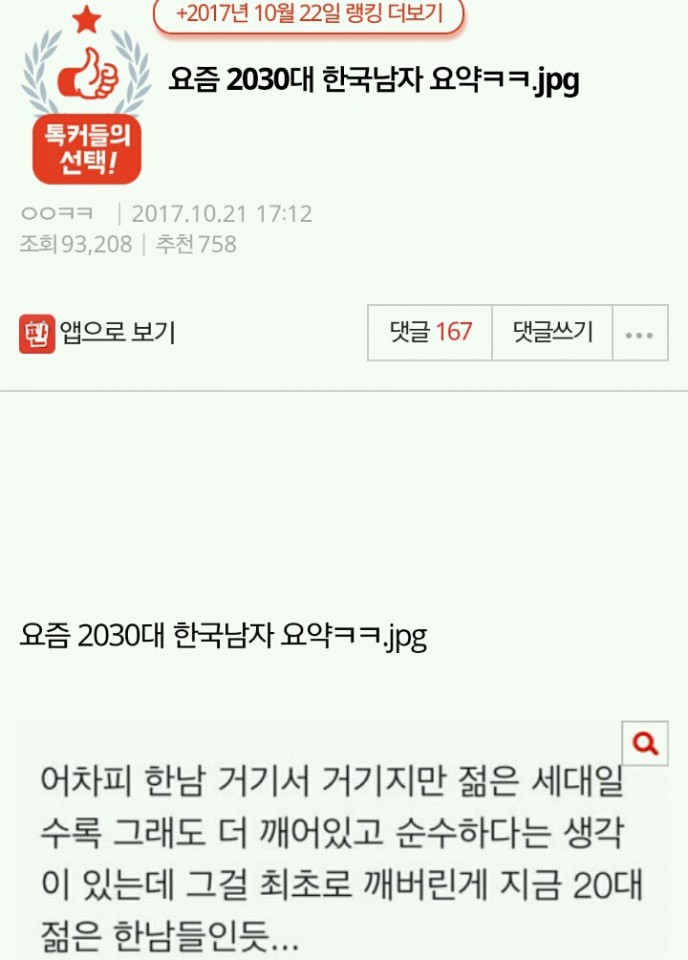 +2017년 10월 22일 랭킹 더보기
톡커들의
선택!
요즘 2030대 한국남자 요약ㅋㅋ.jpg
ㅇㅇㅋㅋ | 2017.10.21 17:12
조회 93,208 | 추천 758
판 앱으로 보기
댓글 167 댓글쓰기 ...
요즘 2030대 한국남자 요약ㅋㅋ.jpg
어차피 한남 거기서 거기지만 젊은 세대일
수록 그래도 더 깨어있고 순수하다는 생각
이 있는데 그걸 최초로 깨버린게 지금 20대
젊은 한남들인듯...